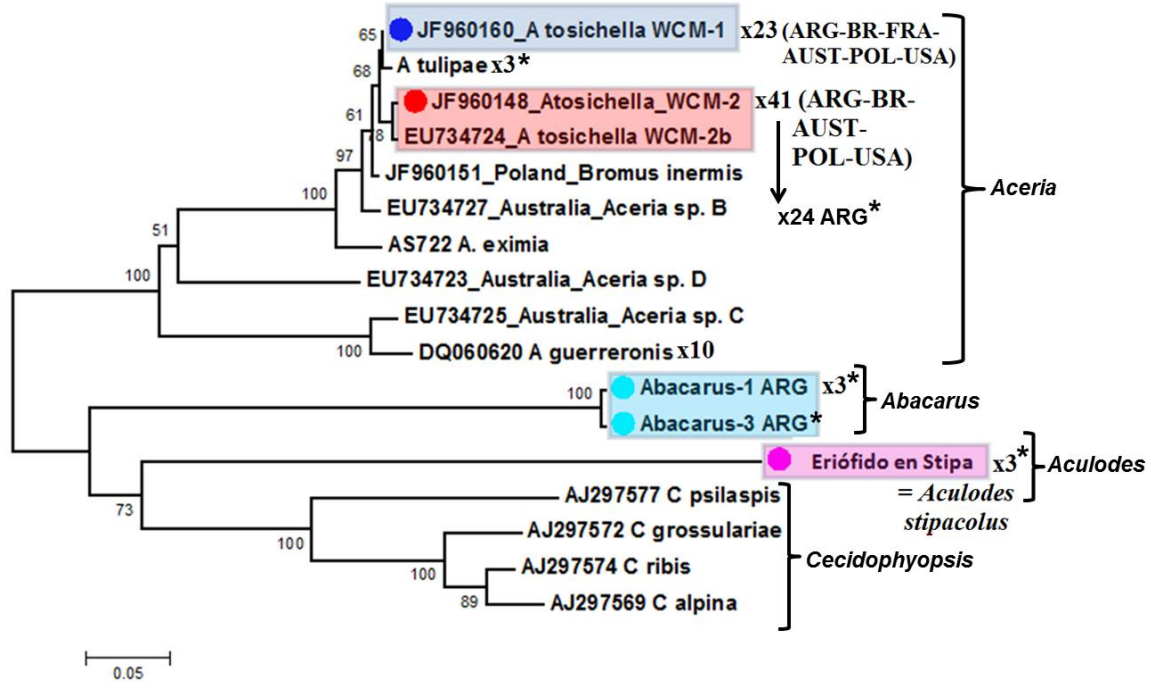 65
JF960160_A tosichella WCM-1 x23 (ARG-BR-FRA-
AUST-POL-USA)
68
A tulipae x3*
JF960148_Atosichella_WCM-2 x41 (ARG-BR-
AUST-
POL-USA)
61
78
EU734724_A tosichella WCM-2b
97
JF960151_Poland_Bromus inermis
100
EU734727_Australia_Aceria sp. B
x24 ARG*
Aceria
51
AS722 A. eximia
100
EU734723_Australia_Aceria sp. D
EU734725_Australia_Aceria sp. C
100
DQ060620 A guerreronis x10
100
Abacarus-1 ARG x3*
Abacarus
Abacarus-3 ARG*
Eriófido en Stipa x3*
Aculodes
= Aculodes
stipacolus
73
AJ297577 C psilaspis
100
AJ297572 C grossulariae
Cecidophyopsis
100
AJ297574 C ribis
89
AJ297569 C alpina
0.05